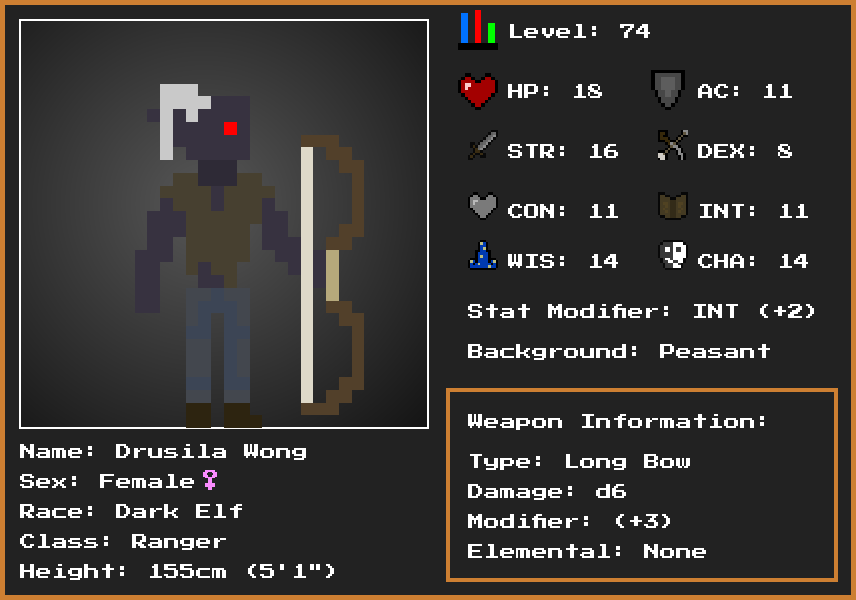 Level: 74
HP: 18
AC: 11
STR: 16
DEX: 8
CON: 11
INT: 11
WIS: 14
CHA: 14
Stat Modifier: INT (+2)
Background: Peasant
Weapon Information:
Type: Long Bow
Damage: d6
Modifier: (+3)
Elemental: None
Name: Drusila Wong
Sex: Female♀
Race: Dark Elf
Class: Ranger
Height: 155cm (5'1")